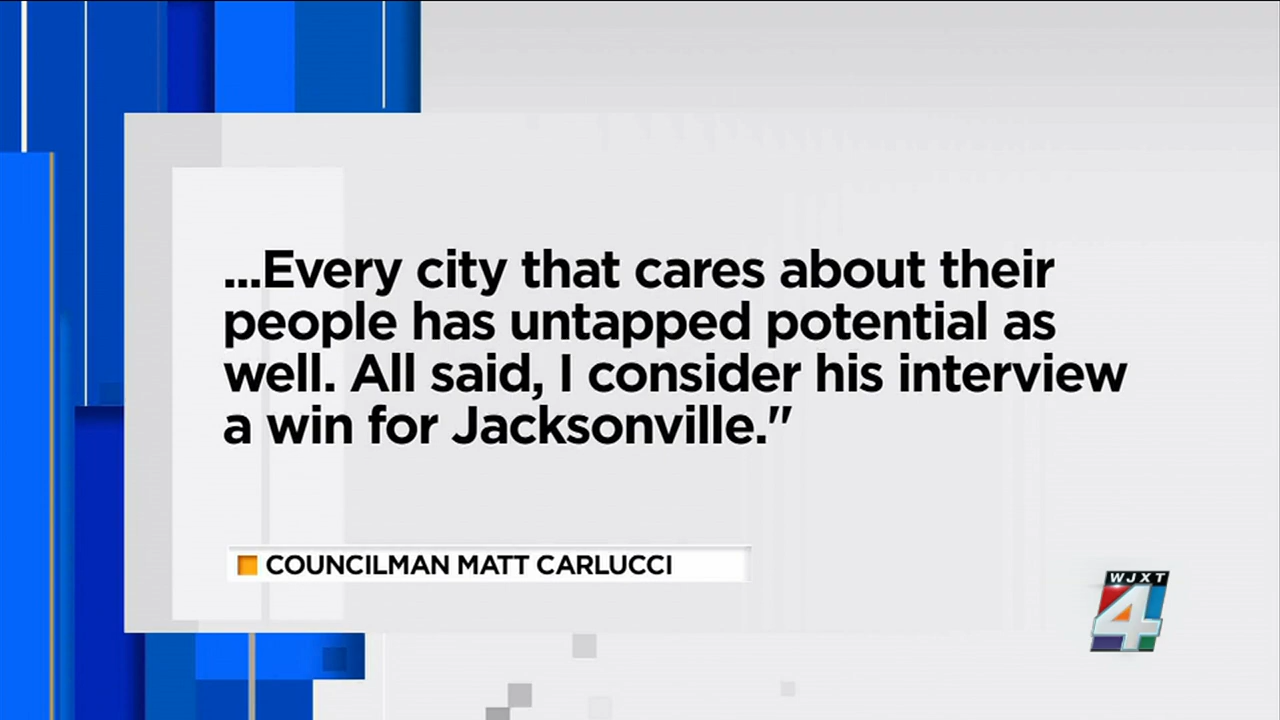 ...Every city that cares about their
people has untapped potential as
well. All said, I consider his interview
a win for Jacksonville."
COUNCILMAN MATT CARLUCCI
WJXT
4